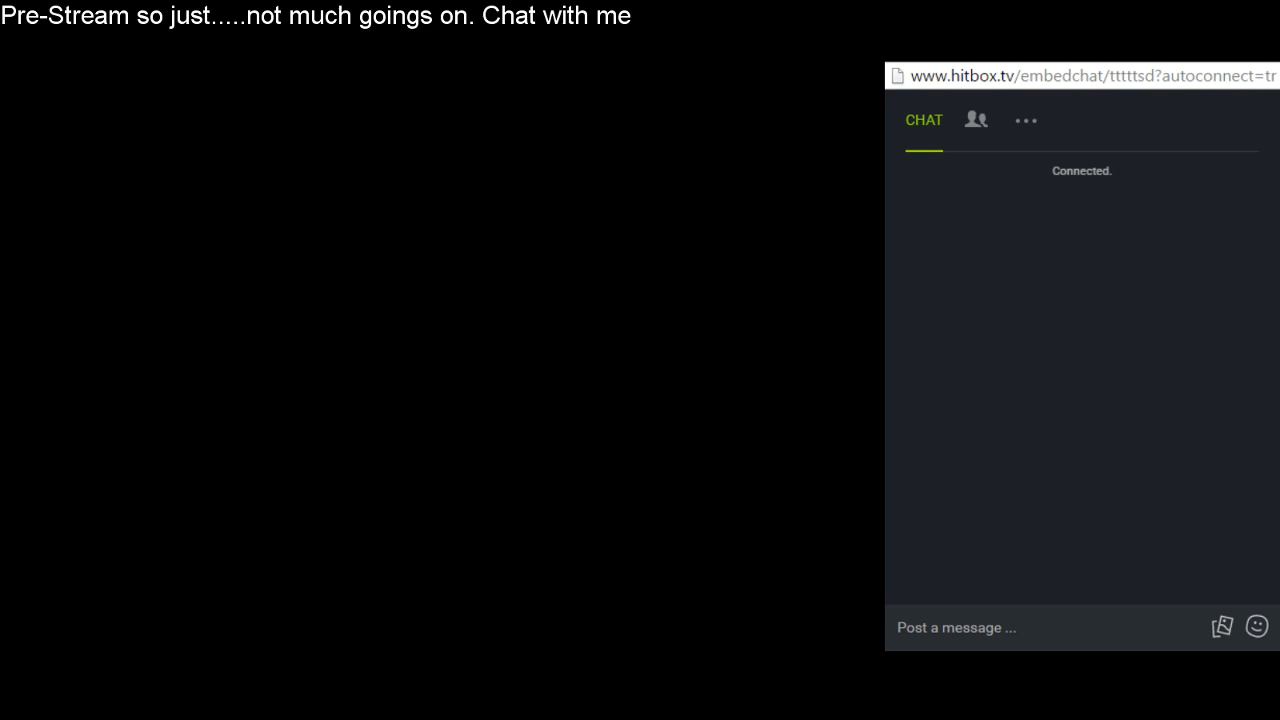 Pre-Stream so just.....not much goings on. Chat with me
www.hitbox.tv/embedchat/tttttsd?autoconnect=tr
CHAT
Connected.
Post a message ...